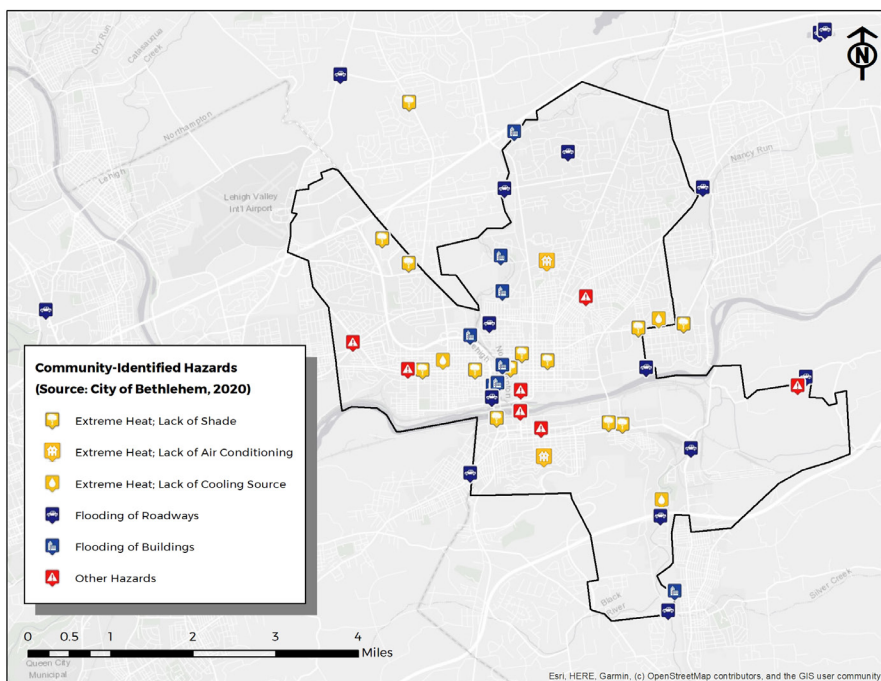 Dry Run
Catasauqua
Creek
N
Northampton
Lehigh
Nancy Run
Lehigh Valley
Int'l Airport
Community-Identified Hazards
(Source: City of Bethlehem, 2020)
Extreme Heat; Lack of Shade
Extreme Heat; Lack of Air Conditioning
Extreme Heat; Lack of Cooling Source
Flooding of Roadways
Flooding of Buildings
Other Hazards
Black
River
Silver Creek
0 0.5 1 2 3 4
Miles
Queen City
Municipal
Esri, HERE, Garmin, (c) OpenStreetMap contributors, and the GIS user community